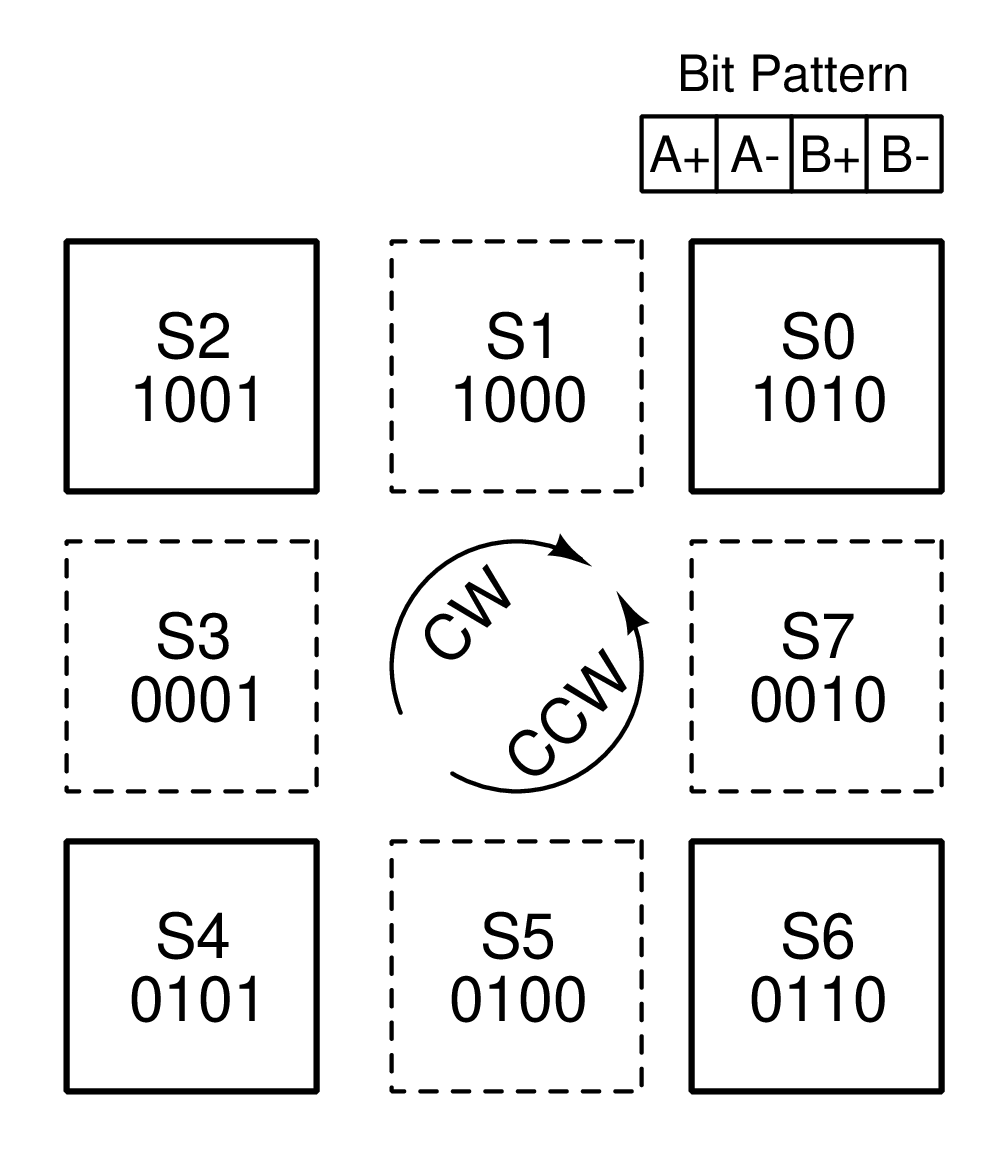 Bit Pattern
A+ A- B+ B-
S2
1001
S1
1000
S0
1010
S3
0001
CW
CCW
S7
0010
S4
0101
S5
0100
S6
0110